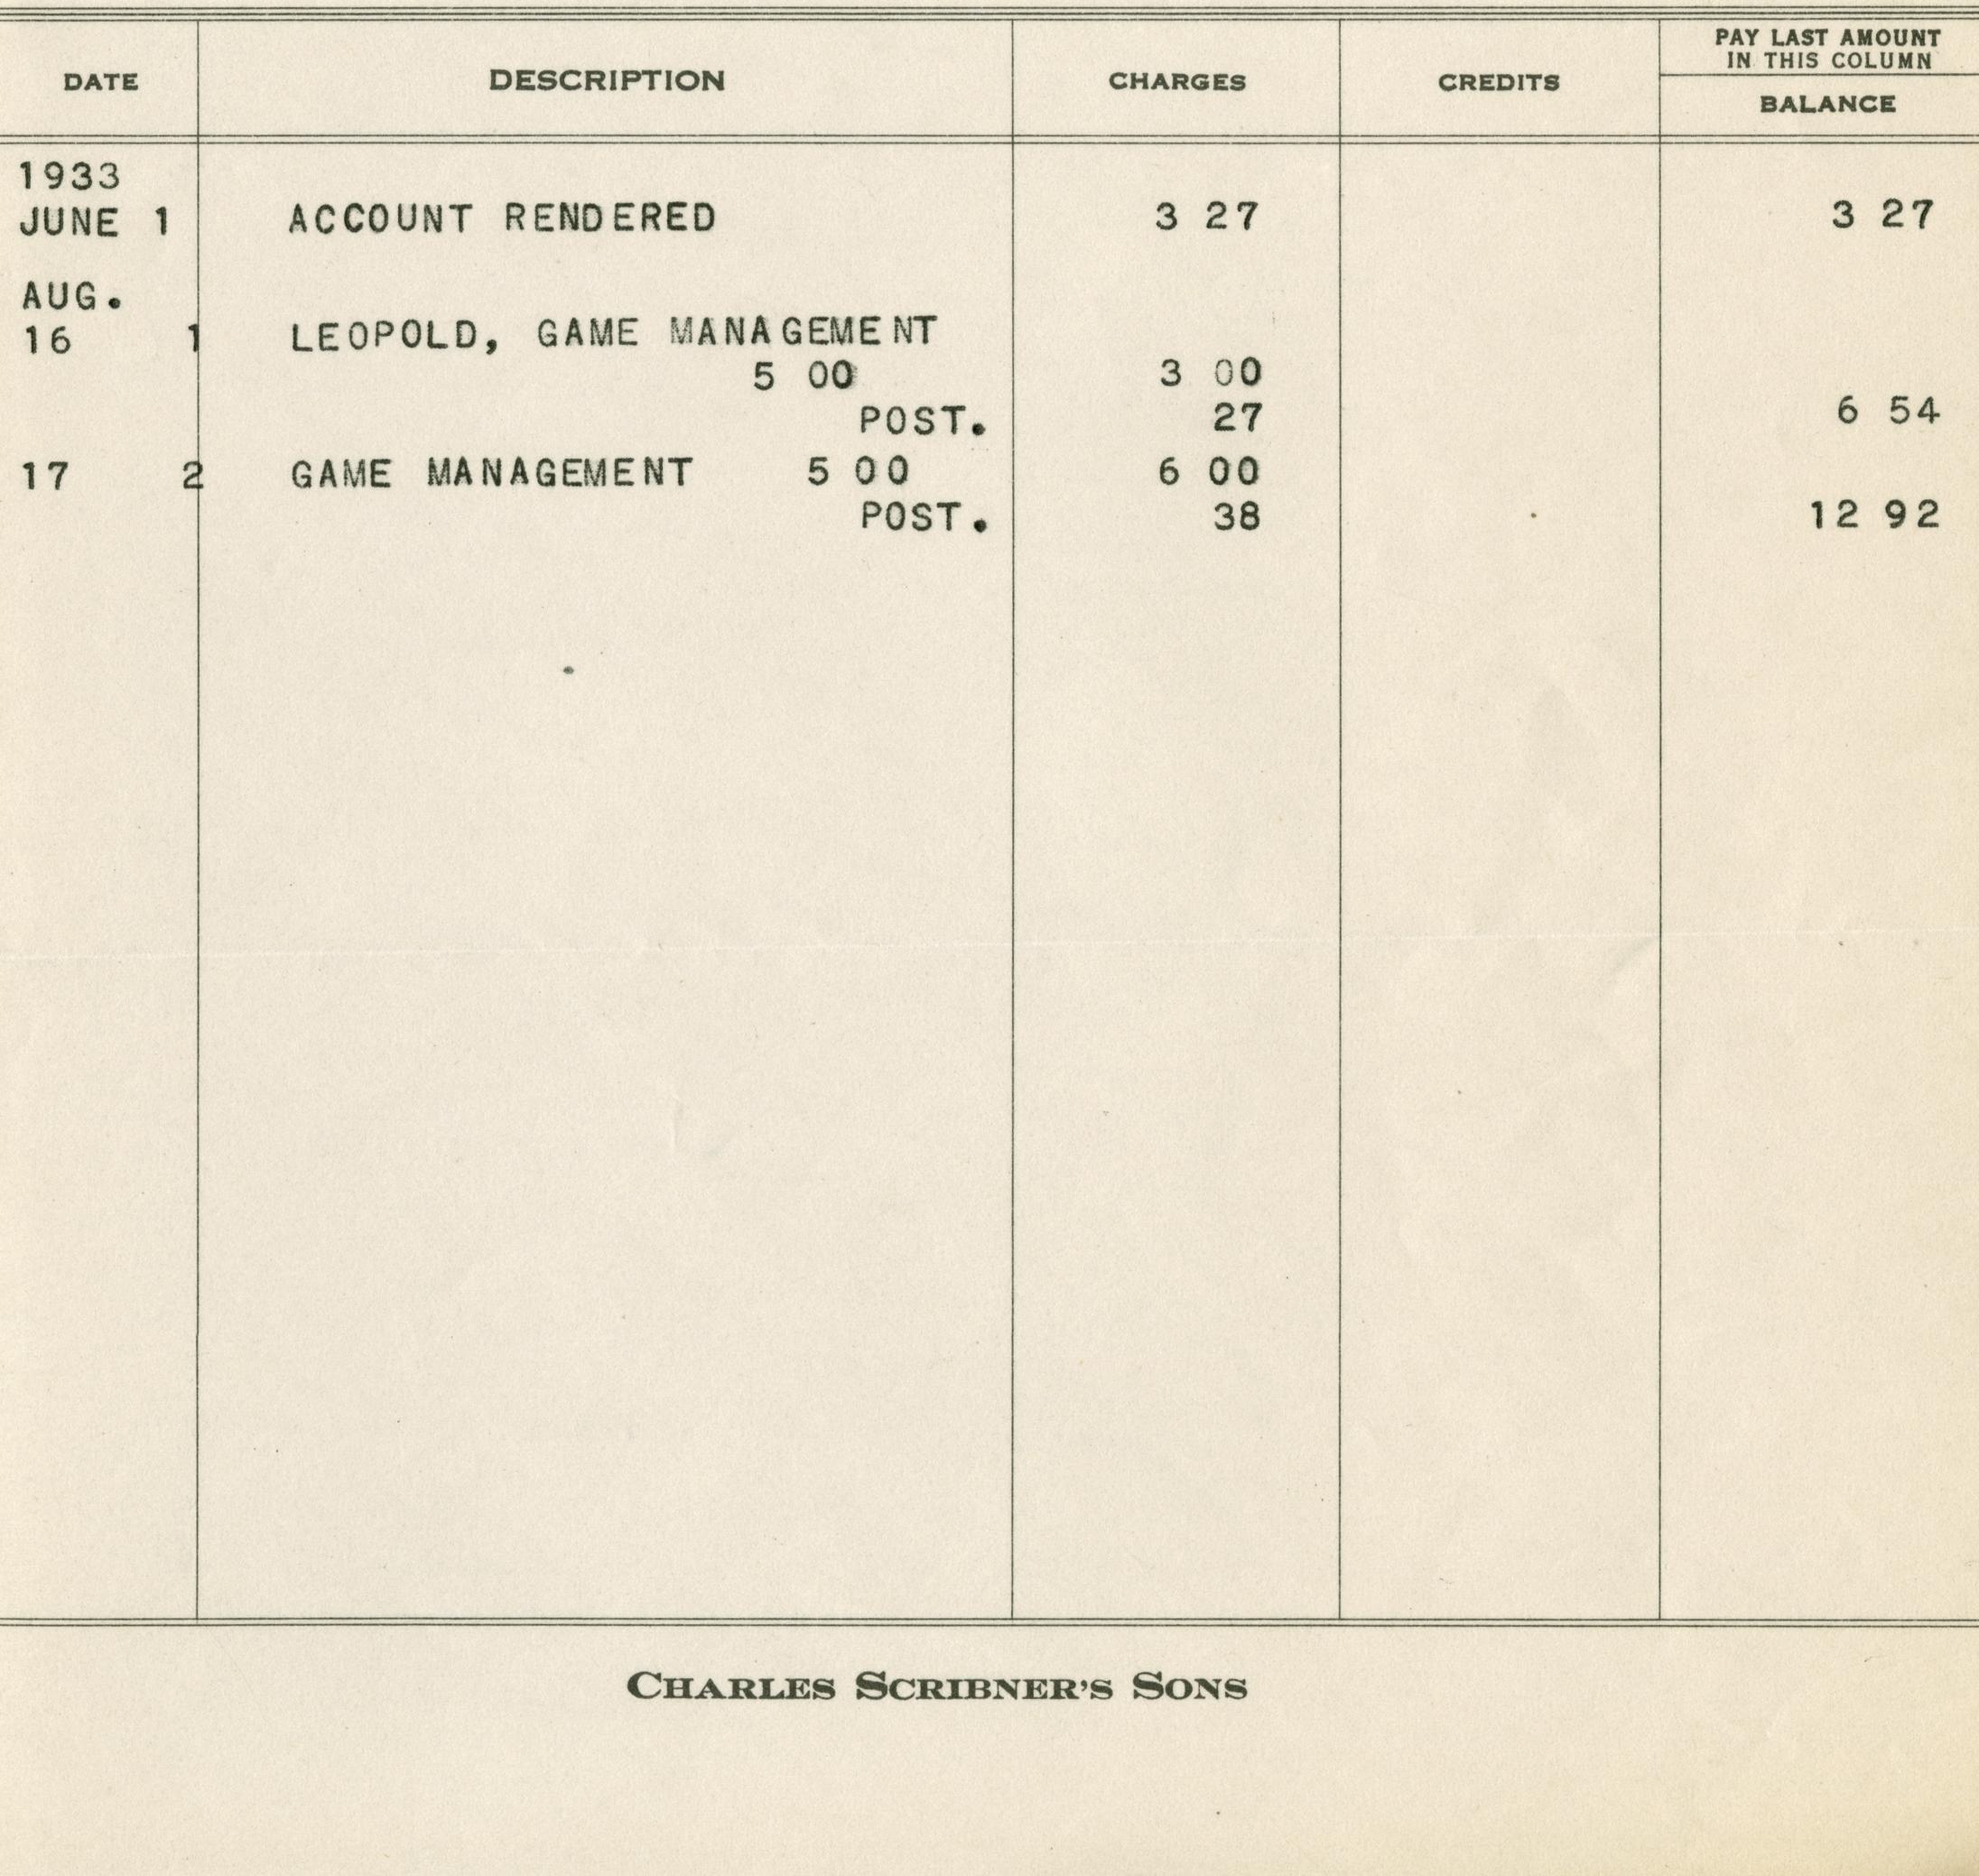 DATE DESCRIPTION CHARGES CREDITS PAY LAST AMOUNT
IN THIS COLUMN
BALANCE
1933
JUNE 1 ACCOUNT RENDERED 3 27 3 27
AUG.
16 1 LEOPOLD, GAME MANAGEMENT
5 00 3 00
POST. 27 6 54
17 2 GAME MANAGEMENT 5 00 6 00
POST. 38 12 92
CHARLES SCRIBNER'S SONS